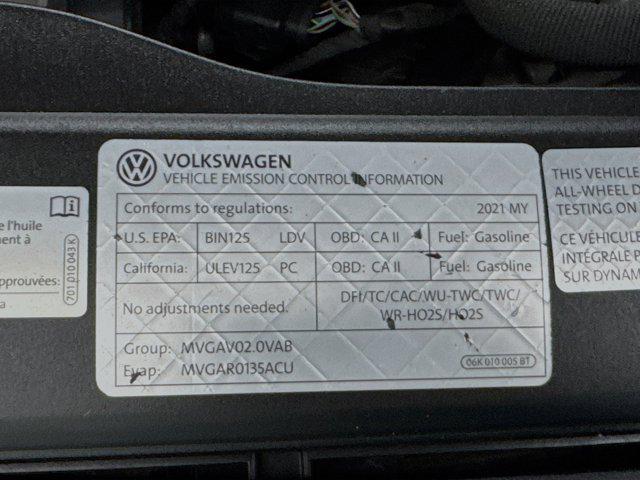 VOLKSWAGEN
VEHICLE EMISSION CONTROL INFORMATION
Conforms to regulations: 2021 MY
U.S. EPA: BIN125 LDV OBD: CA II Fuel: Gasoline
California: ULEV125 PC OBD: CA II Fuel: Gasoline
No adjustments needed.
DFI/TC/CAC/WU-TWC/TWC/
WR-HO2S/HO2S
Group: MVGAV02.0VAB
Evap: MVGAR0135ACU
06K 010 005 BT
e l'huile
ment à
pprouvées:
a
701 010 043 K
THIS VEHICLE
ALL-WHEEL D
TESTING ON
CE VÉHICULE
INTÉGRALE P
SUR DYNAM